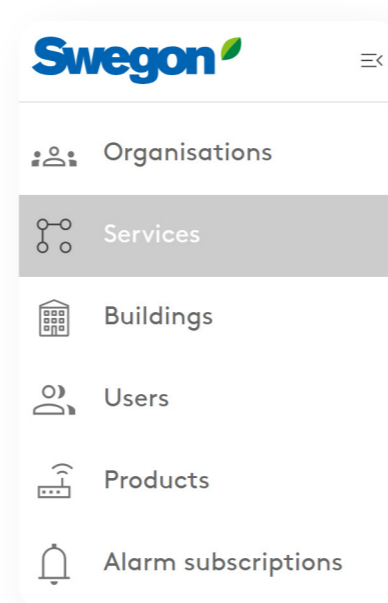 Swegon
Organisations
Services
Buildings
Users
Products
Alarm subscriptions